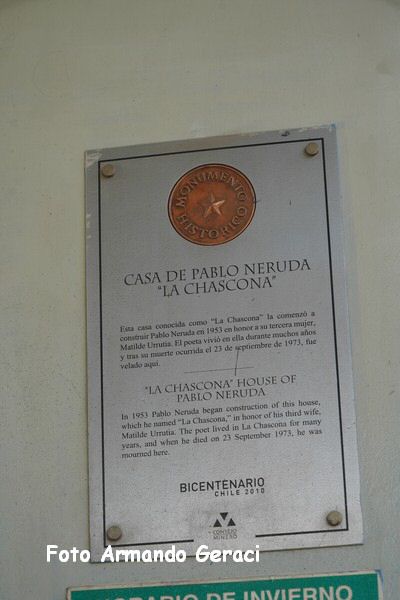 MONUMENTO
HISTORICO
CASA DE PABLO NERUDA
"LA CHASCONA"
Esta casa conocida como "La Chascona" la comenzó a
construir Pablo Neruda en 1953 en honor a su tercera mujer,
Matilde Urrutia. El poeta vivió en ella durante muchos años
y tras su muerte ocurrida el 23 de septiembre de 1973, fue
velado aquí.
"LA CHASCONA" HOUSE OF
PABLO NERUDA
In 1953 Pablo Neruda began construction of this house,
which he named "La Chascona," in honor of his third wife,
Matilde Urrutia. The poet lived in La Chascona for many
years, and when he died on 23 September 1973, he was
mourned here.
BICENTENARIO
CHILE 2010
CONSEJO
MINERO
Foto Armando Geraci
HORARIO DE INVIERNO